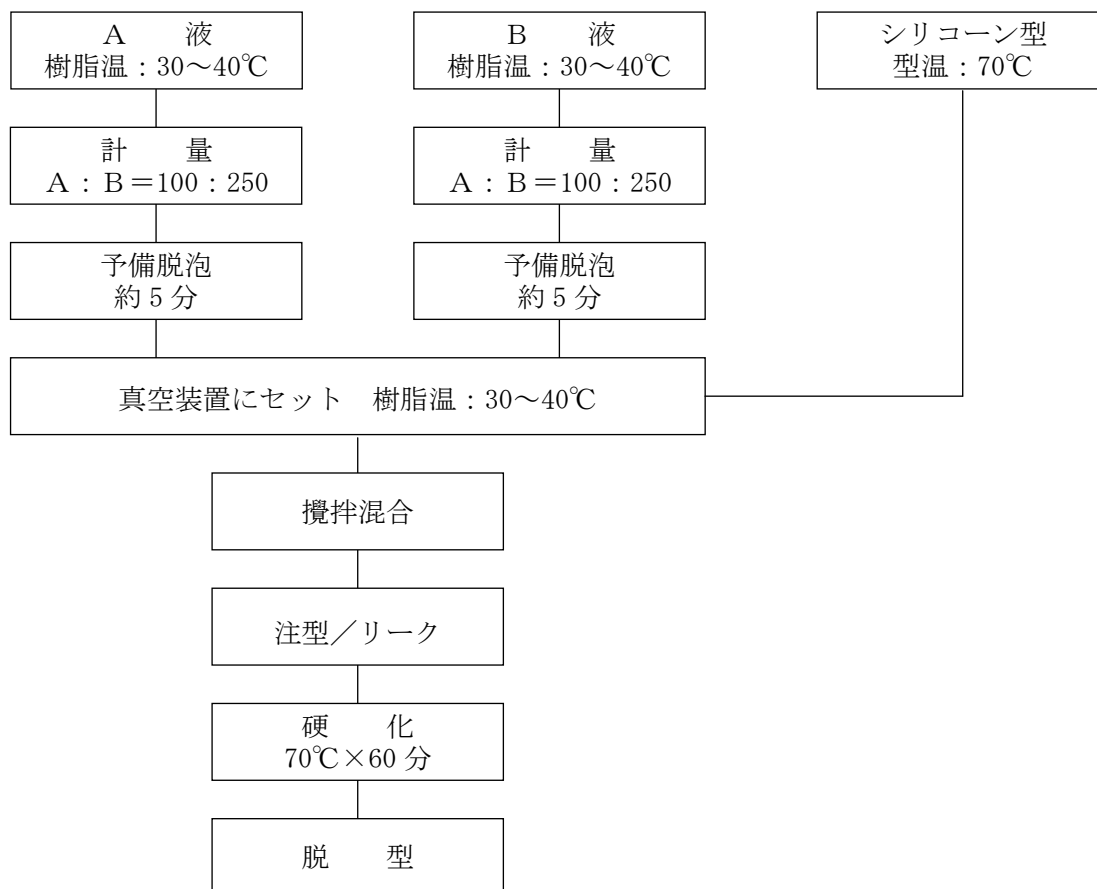 A　　液
樹脂温：30～40℃
B　　液
樹脂温：30～40℃
シリコーン型
型温：70℃
計　　量
A：B＝100：250
計　　量
A：B＝100：250
予備脱泡
約5分
予備脱泡
約5分
真空装置にセット　樹脂温：30～40℃
攪拌混合
注型／リーク
硬　　化
70℃×60分
脱　　型